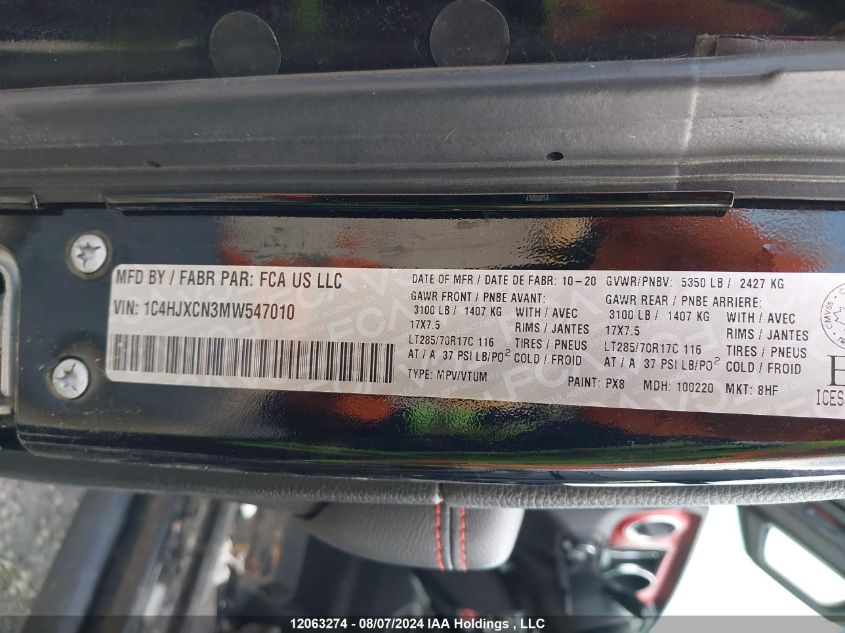 MFD BY / FABR PAR: FCA US LLC
VIN: 1C4HJXCN3MW547010
DATE OF MFR / DATE DE FABR: 10-20
GAWR FRONT / PNBE AVANT:
3100 LB / 1407 KG WITH / AVEC
17X7.5 RIMS / JANTES
LT285/70R17C 116 TIRES / PNEUS
AT / A 37 PSI LB/PO² COLD / FROID
TYPE: MPV/VTUM
GVWR/PNBV: 5350 LB / 2427 KG
GAWR REAR / PNBE ARRIERE:
3100 LB / 1407 KG WITH / AVEC
17X7.5 RIMS / JANTES
LT285/70R17C 116 TIRES / PNEUS
AT / A 37 PSI LB/PO² COLD / FROID
PAINT: PX8 MDH: 100220 MKT: 8HF
ICES
12063274 - 08/07/2024 IAA Holdings , LLC